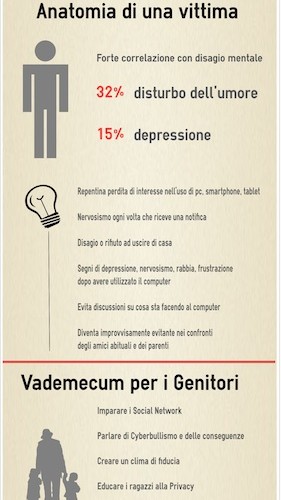 Anatomia di una vittima
Forte correlazione con disagio mentale
32% disturbo dell'umore
15% depressione
Repentina perdita di interesse nell'uso di pc, smartphone, tablet
Nervosismo ogni volta che riceve una notifica
Disagio o rifiuto ad uscire di casa
Segni di depressione, nervosismo, rabbia, frustrazione
dopo avere utilizzato il computer
Evita discussioni su cosa sta facendo al computer
Diventa improvvisamente evitante nei confronti
degli amici abituali e dei parenti
Vademecum per i Genitori
Imparare i Social Network
Parlare di Cyberbullismo e delle conseguenze
Creare un clima di fiducia
Educare i ragazzi alla Privacy